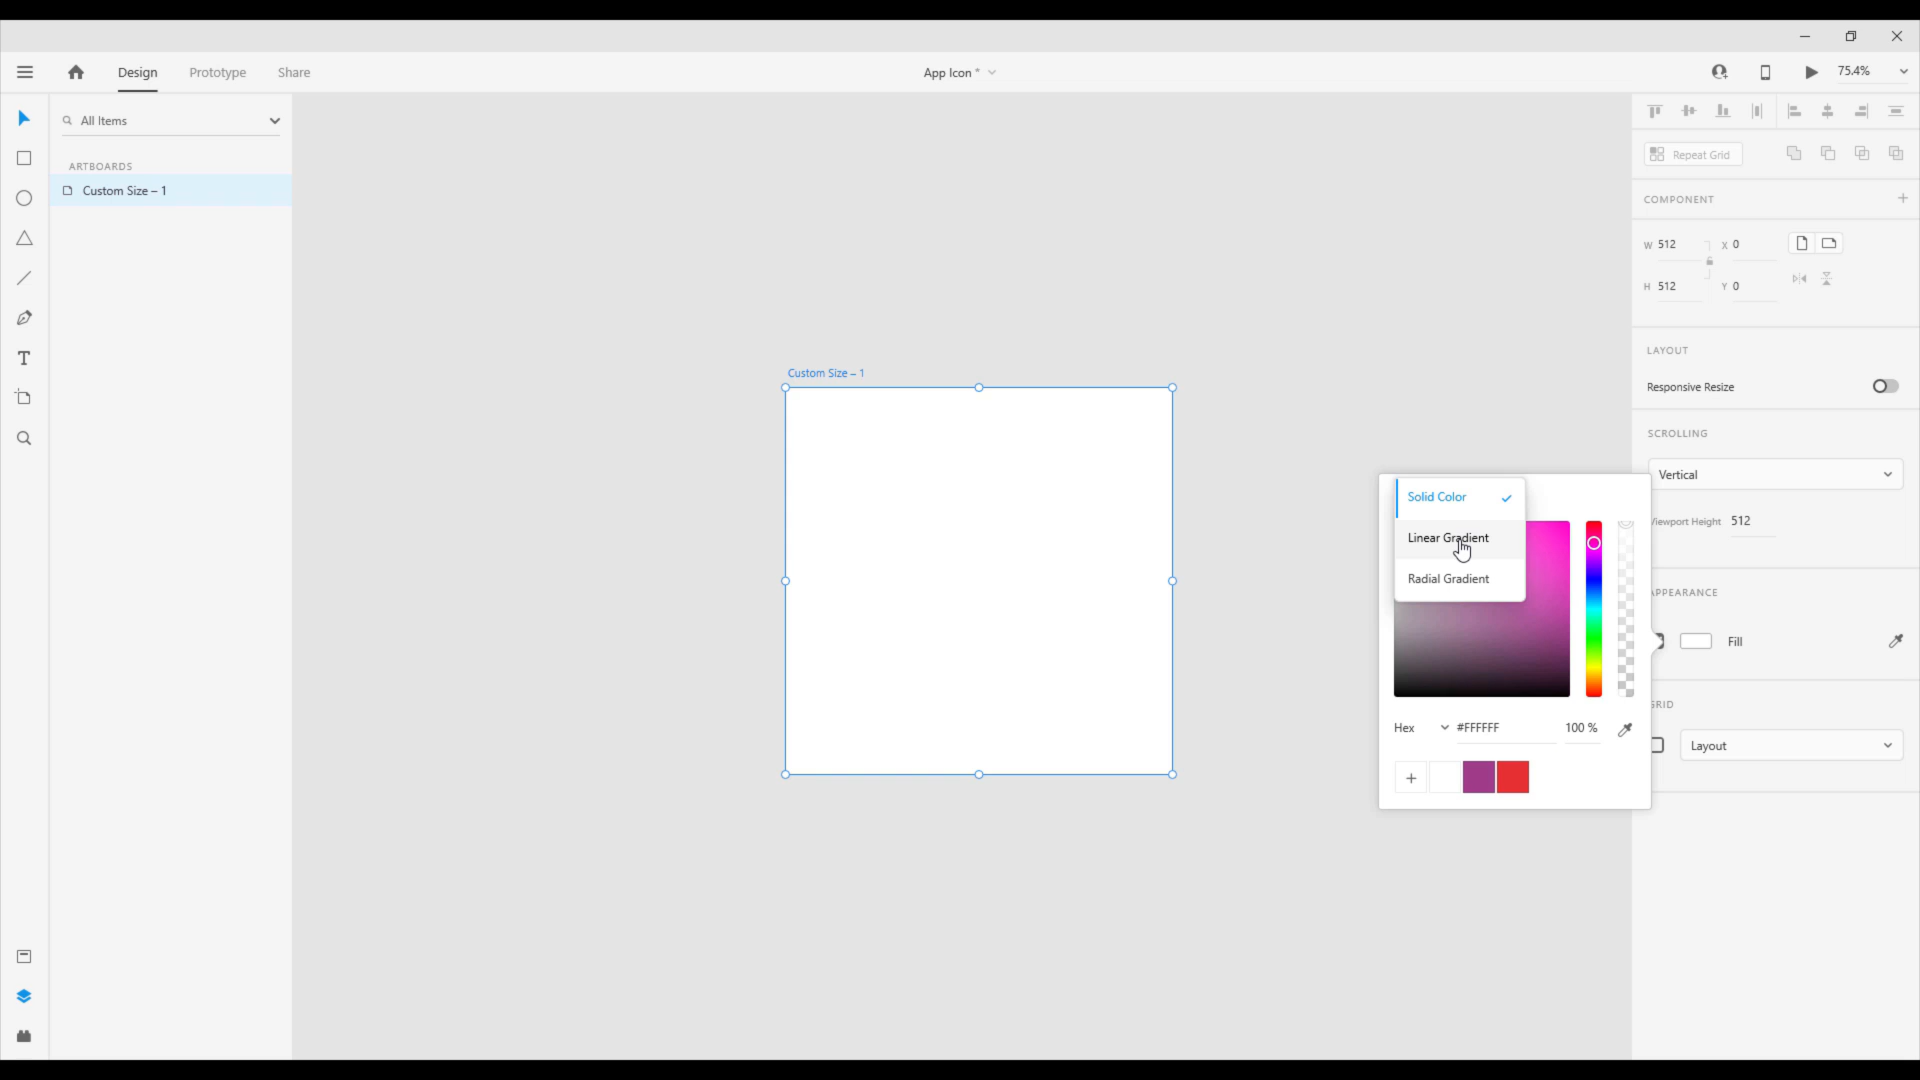 Design
Prototype
Share
App Icon *
75.4%
All Items
ARTBOARDS
Custom Size – 1
Custom Size – 1
Repeat Grid
COMPONENT
W 512
X 0
H 512
Y 0
LAYOUT
Responsive Resize
SCROLLING
Vertical
Viewport Height 512
APPEARANCE
Fill
GRID
Layout
Solid Color
Linear Gradient
Radial Gradient
Hex
#FFFFFF
100 %